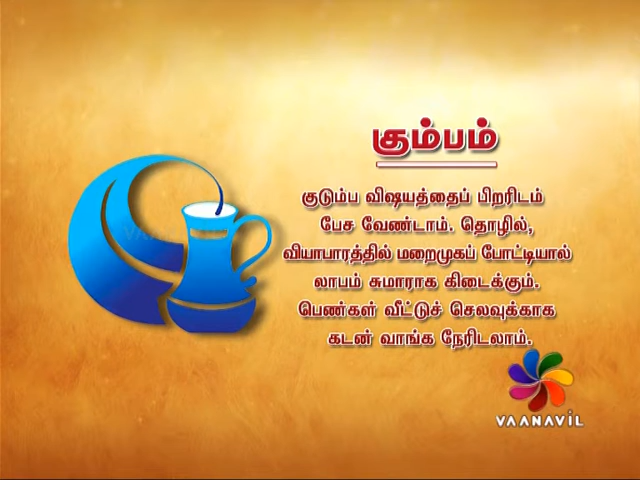 கும்பம்
குடும்ப விஷயத்தைப் பிறரிடம்
பேச வேண்டாம். தொழில்,
வியாபாரத்தில் மறைமுகப் போட்டியால்
லாபம் சுமாராக கிடைக்கும்.
பெண்கள் வீட்டுச் செலவுக்காக
கடன் வாங்க நேரிடலாம்.
VAANAVIL